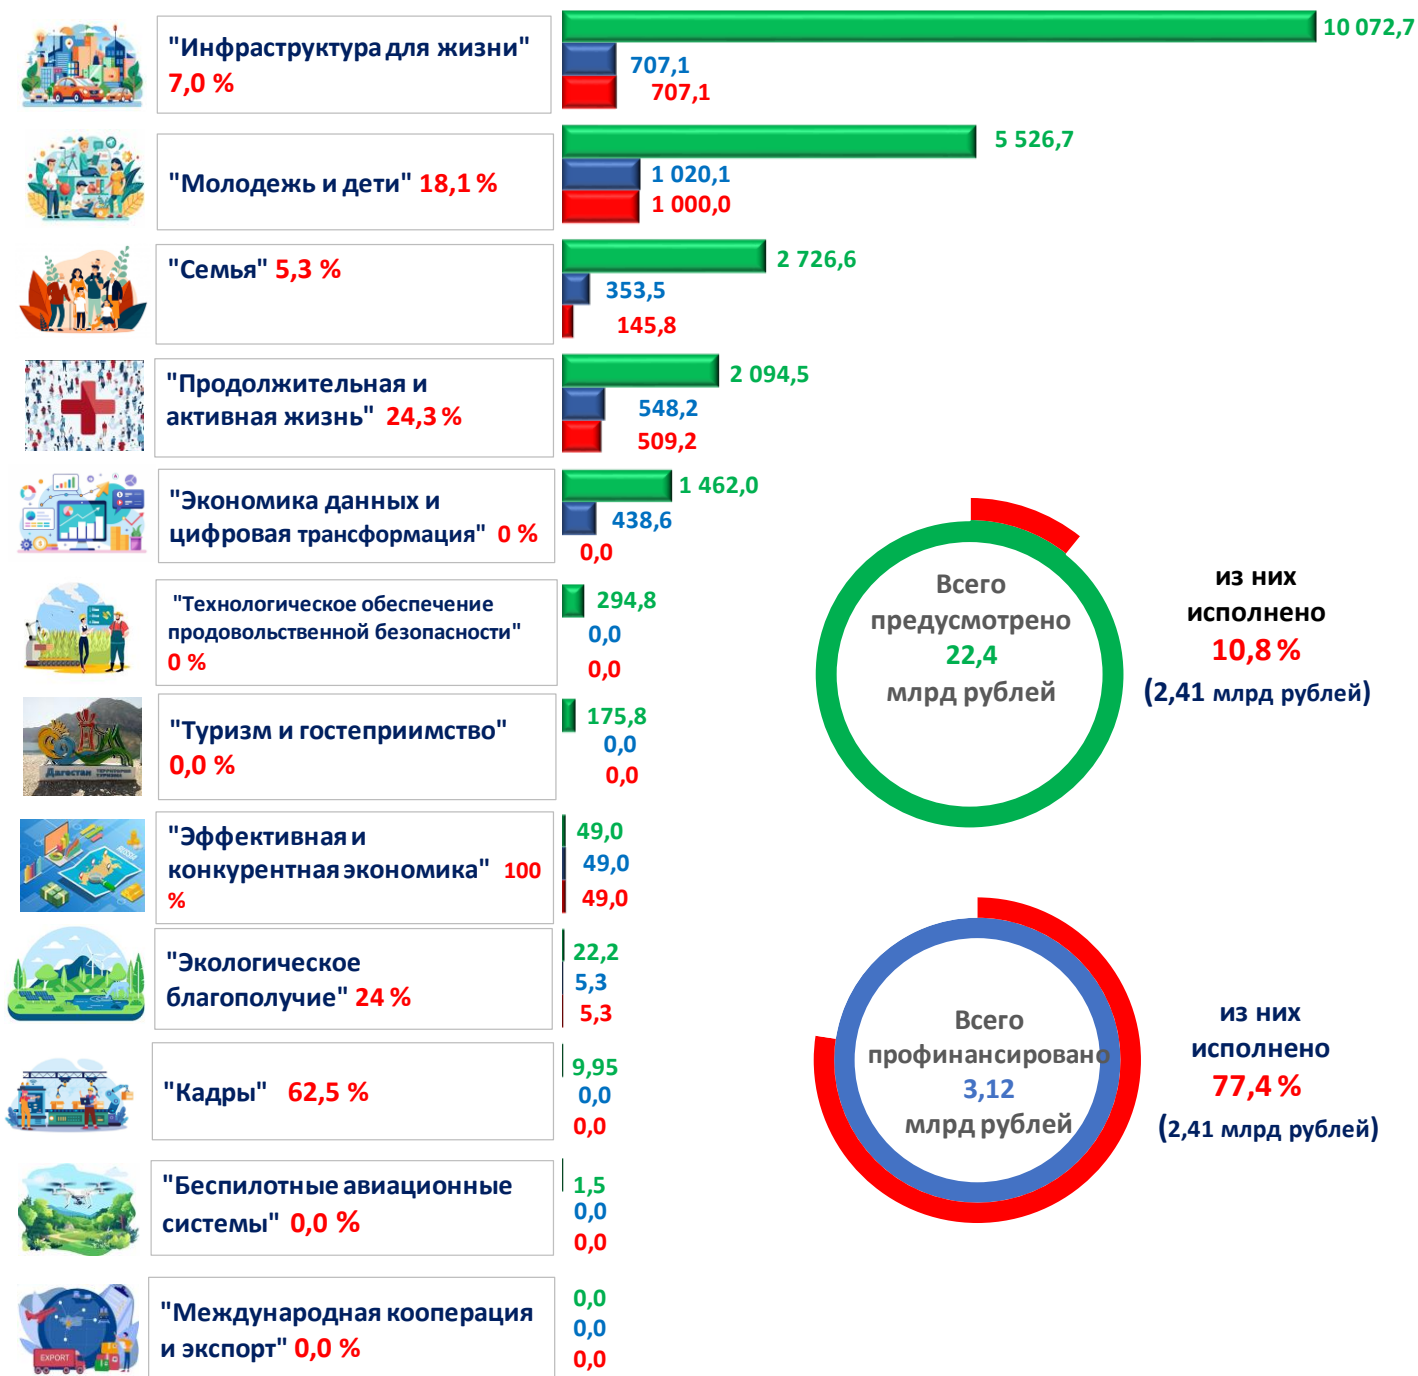 "Инфраструктура для жизни"
7,0 %
10 072,7
707,1
707,1
"Молодежь и дети" 18,1 %
5 526,7
1 020,1
1 000,0
"Семья" 5,3 %
2 726,6
353,5
145,8
"Продолжительная и
активная жизнь" 24,3 %
2 094,5
548,2
509,2
"Экономика данных и
цифровая трансформация" 0 %
1 462,0
438,6
0,0
"Технологическое обеспечение
продовольственной безопасности"
0 %
294,8
0,0
0,0
Дагестан
"Туризм и гостеприимство"
0,0 %
175,8
0,0
0,0
RUSSIA
"Эффективная и
конкурентная экономика" 100
%
49,0
49,0
49,0
"Экологическое
благополучие" 24 %
22,2
5,3
5,3
"Кадры" 62,5 %
9,95
0,0
0,0
"Беспилотные авиационные
системы" 0,0 %
1,5
0,0
0,0
EXPORT
"Международная кооперация
и экспорт" 0,0 %
0,0
0,0
0,0
Всего
предусмотрено
22,4
млрд рублей
из них
исполнено
10,8 %
(2,41 млрд рублей)
Всего
профинансировано
3,12
млрд рублей
из них
исполнено
77,4 %
(2,41 млрд рублей)